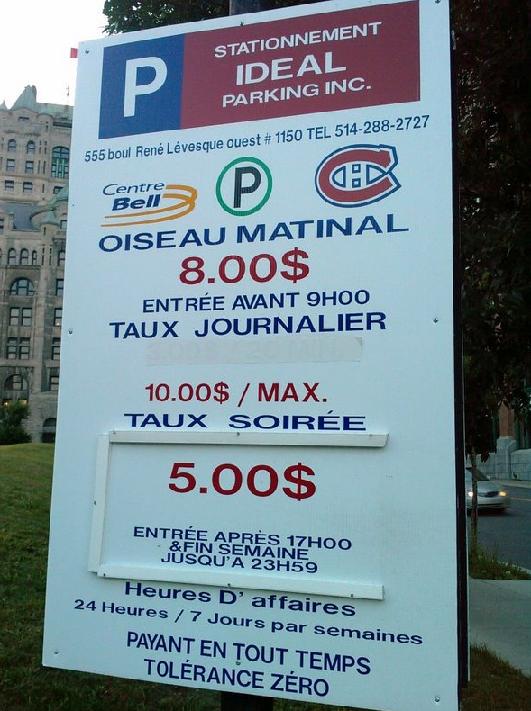 P
STATIONNEMENT
IDEAL
PARKING INC.
555 boul René Lévesque ouest # 1150 TEL 514-288-2727
Centre
Bell
P
CH
OISEAU MATINAL
8.00$
ENTRÉE AVANT 9H00
TAUX JOURNALIER
10.00$ / MAX.
TAUX SOIRÉE
5.00$
ENTRÉE APRÈS 17H00
&FIN SEMAINE
JUSQU'A 23H59
Heures D' affaires
24 Heures / 7 Jours par semaines
PAYANT EN TOUT TEMPS
TOLÉRANCE ZÉRO